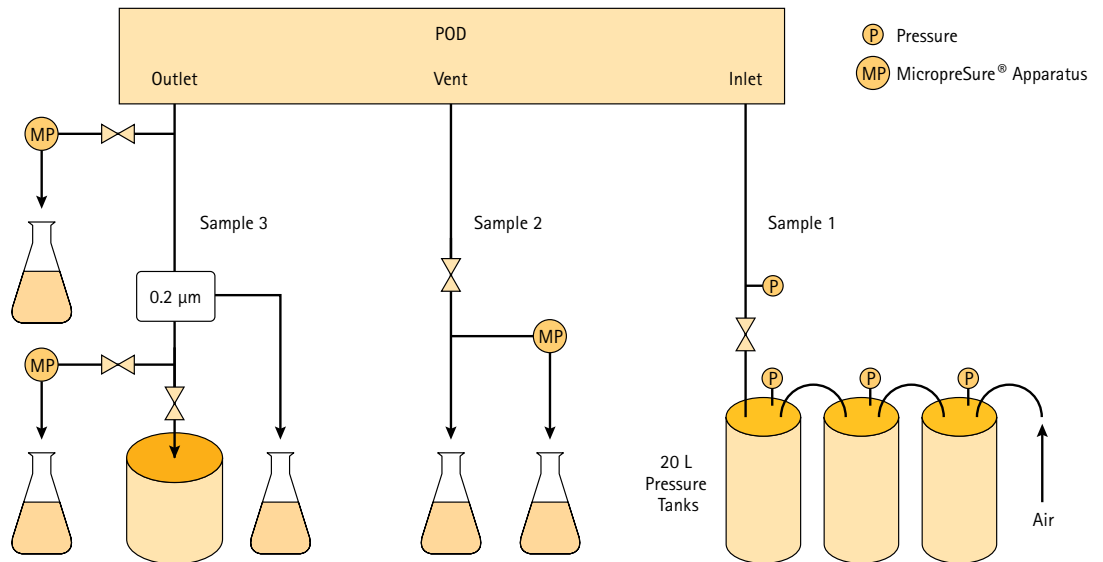 POD
Outlet
Vent
Inlet
P Pressure
MP MicropreSure® Apparatus
MP
Sample 3
Sample 2
Sample 1
P
0.2 µm
MP
MP
P
P
P
20 L
Pressure
Tanks
Air